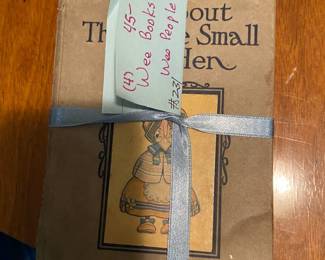 45-
(4)
Wee Books
Wee People
#231
bout
Th e Small
Hen